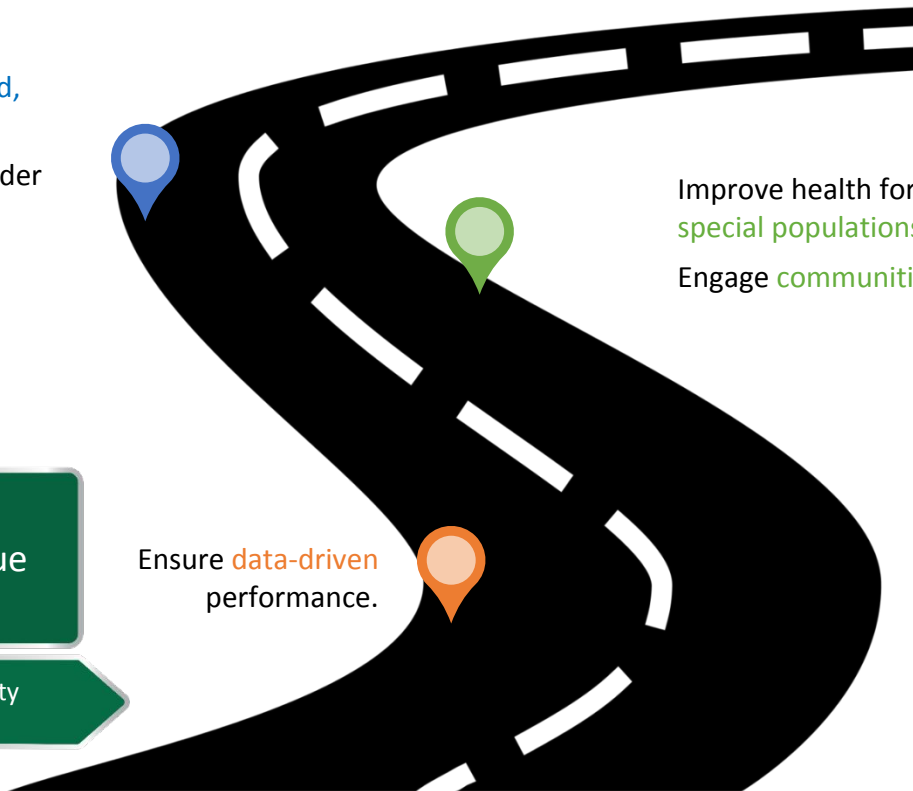 d,
der
Improve health for
special populations
Engage communiti
ue
Ensure data-driven
performance.
ty